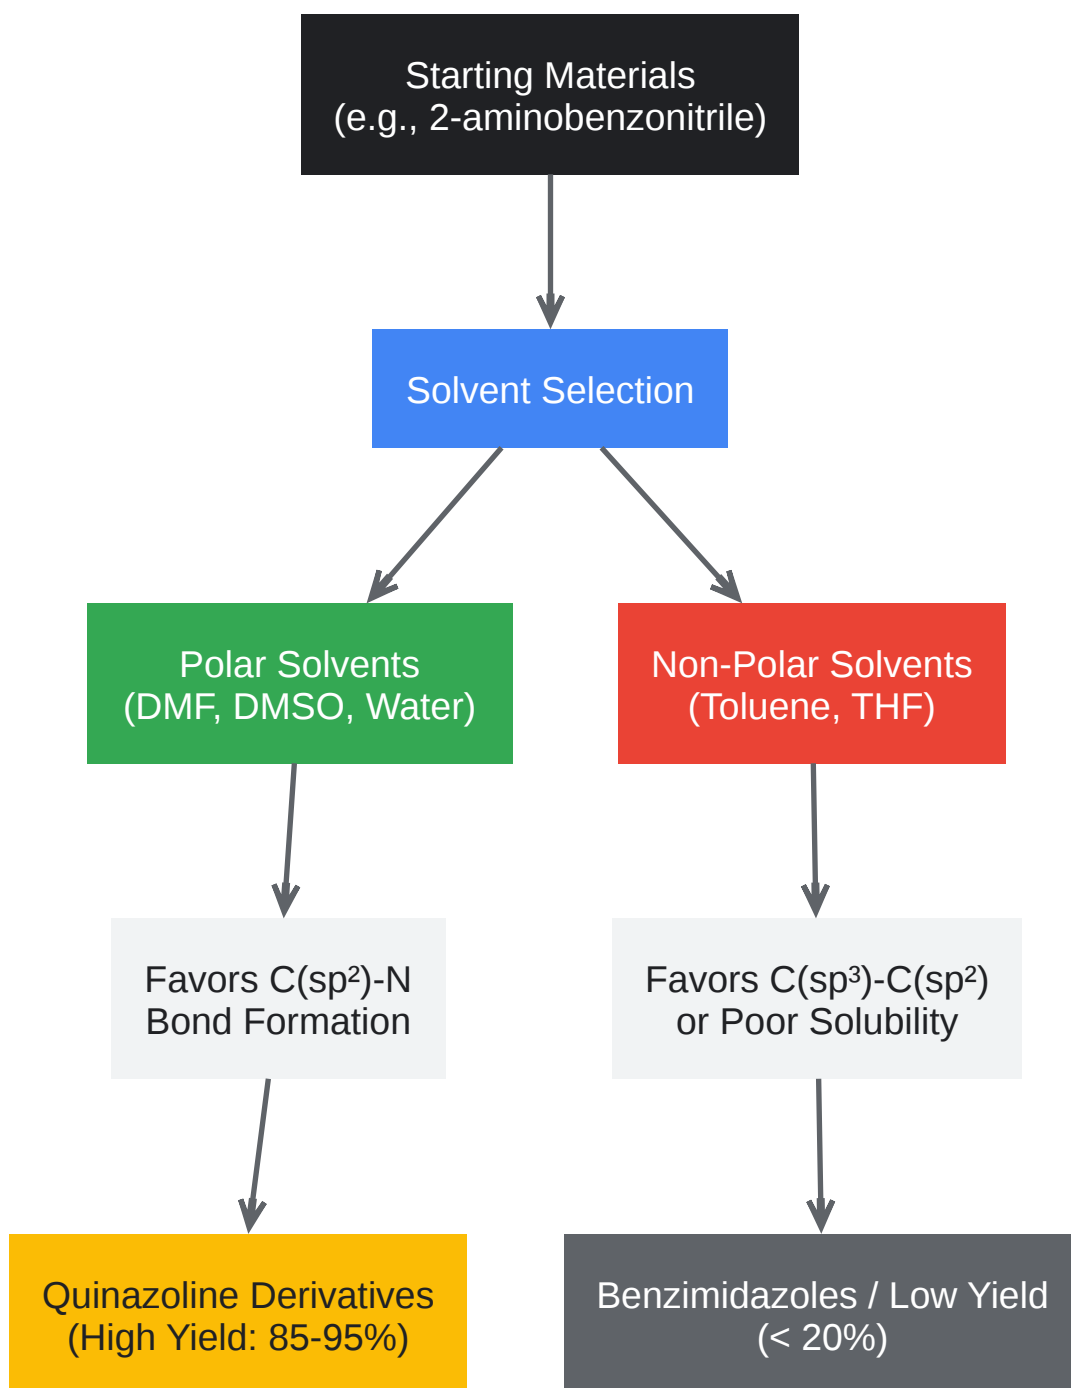 Starting Materials
(e.g., 2-aminobenzonitrile)
Solvent Selection
Polar Solvents
(DMF, DMSO, Water)
Non-Polar Solvents
(Toluene, THF)
Favors C(sp²)-N
Bond Formation
Favors C(sp³)-C(sp²)
or Poor Solubility
Quinazoline Derivatives
(High Yield: 85-95%)
Benzimidazoles / Low Yield
(< 20%)